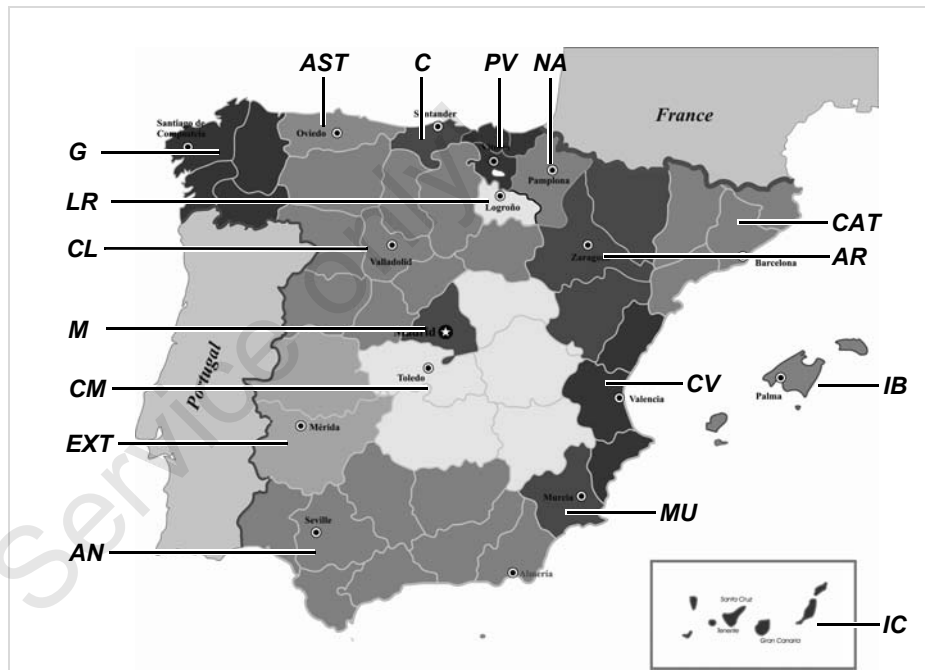 AST
C
PV
NA
France
Santiago de
Compostela
Oviedo
Santander
G
Pamplona
LR
Logroño
CAT
CL
Valladolid
Zarago
AR
Barcelona
M
Madrid
Portugal
Toledo
CM
CV
Palma
IB
Valencia
Mérida
EXT
Murcia
MU
Seville
AN
Almería
Santa Cruz
Tenerife
Gran Canaria
IC
Service only